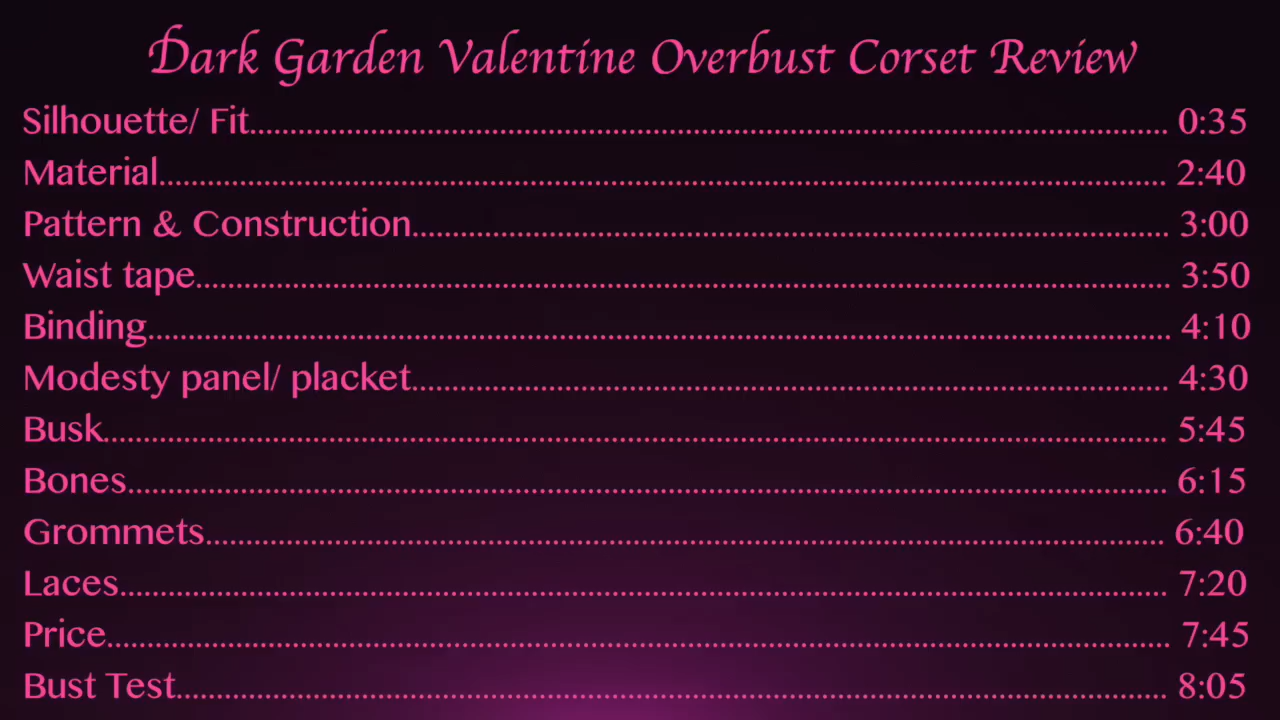 Dark Garden Valentine Overbust Corset Review
Silhouette/ Fit.......................................................................................................... 0:35
Material..................................................................................................................... 2:40
Pattern & Construction........................................................................................ 3:00
Waist tape................................................................................................................. 3:50
Binding...................................................................................................................... 4:10
Modesty panel/ placket........................................................................................ 4:30
Busk........................................................................................................................... 5:45
Bones........................................................................................................................ 6:15
Grommets............................................................................................................... 6:40
Laces......................................................................................................................... 7:20
Price........................................................................................................................... 7:45
Bust Test................................................................................................................... 8:05